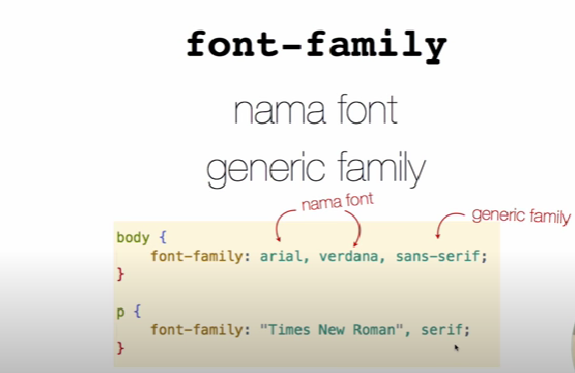 font-family
nama font
generic family
nama font
generic family
body {
font-family: arial, verdana, sans-serif;
}
p {
font-family: "Times New Roman", serif;
}